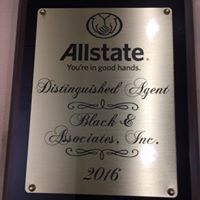 Allstate®
You're in good hands.
Distinguished Agent
Black &
Associates, Inc.
2016